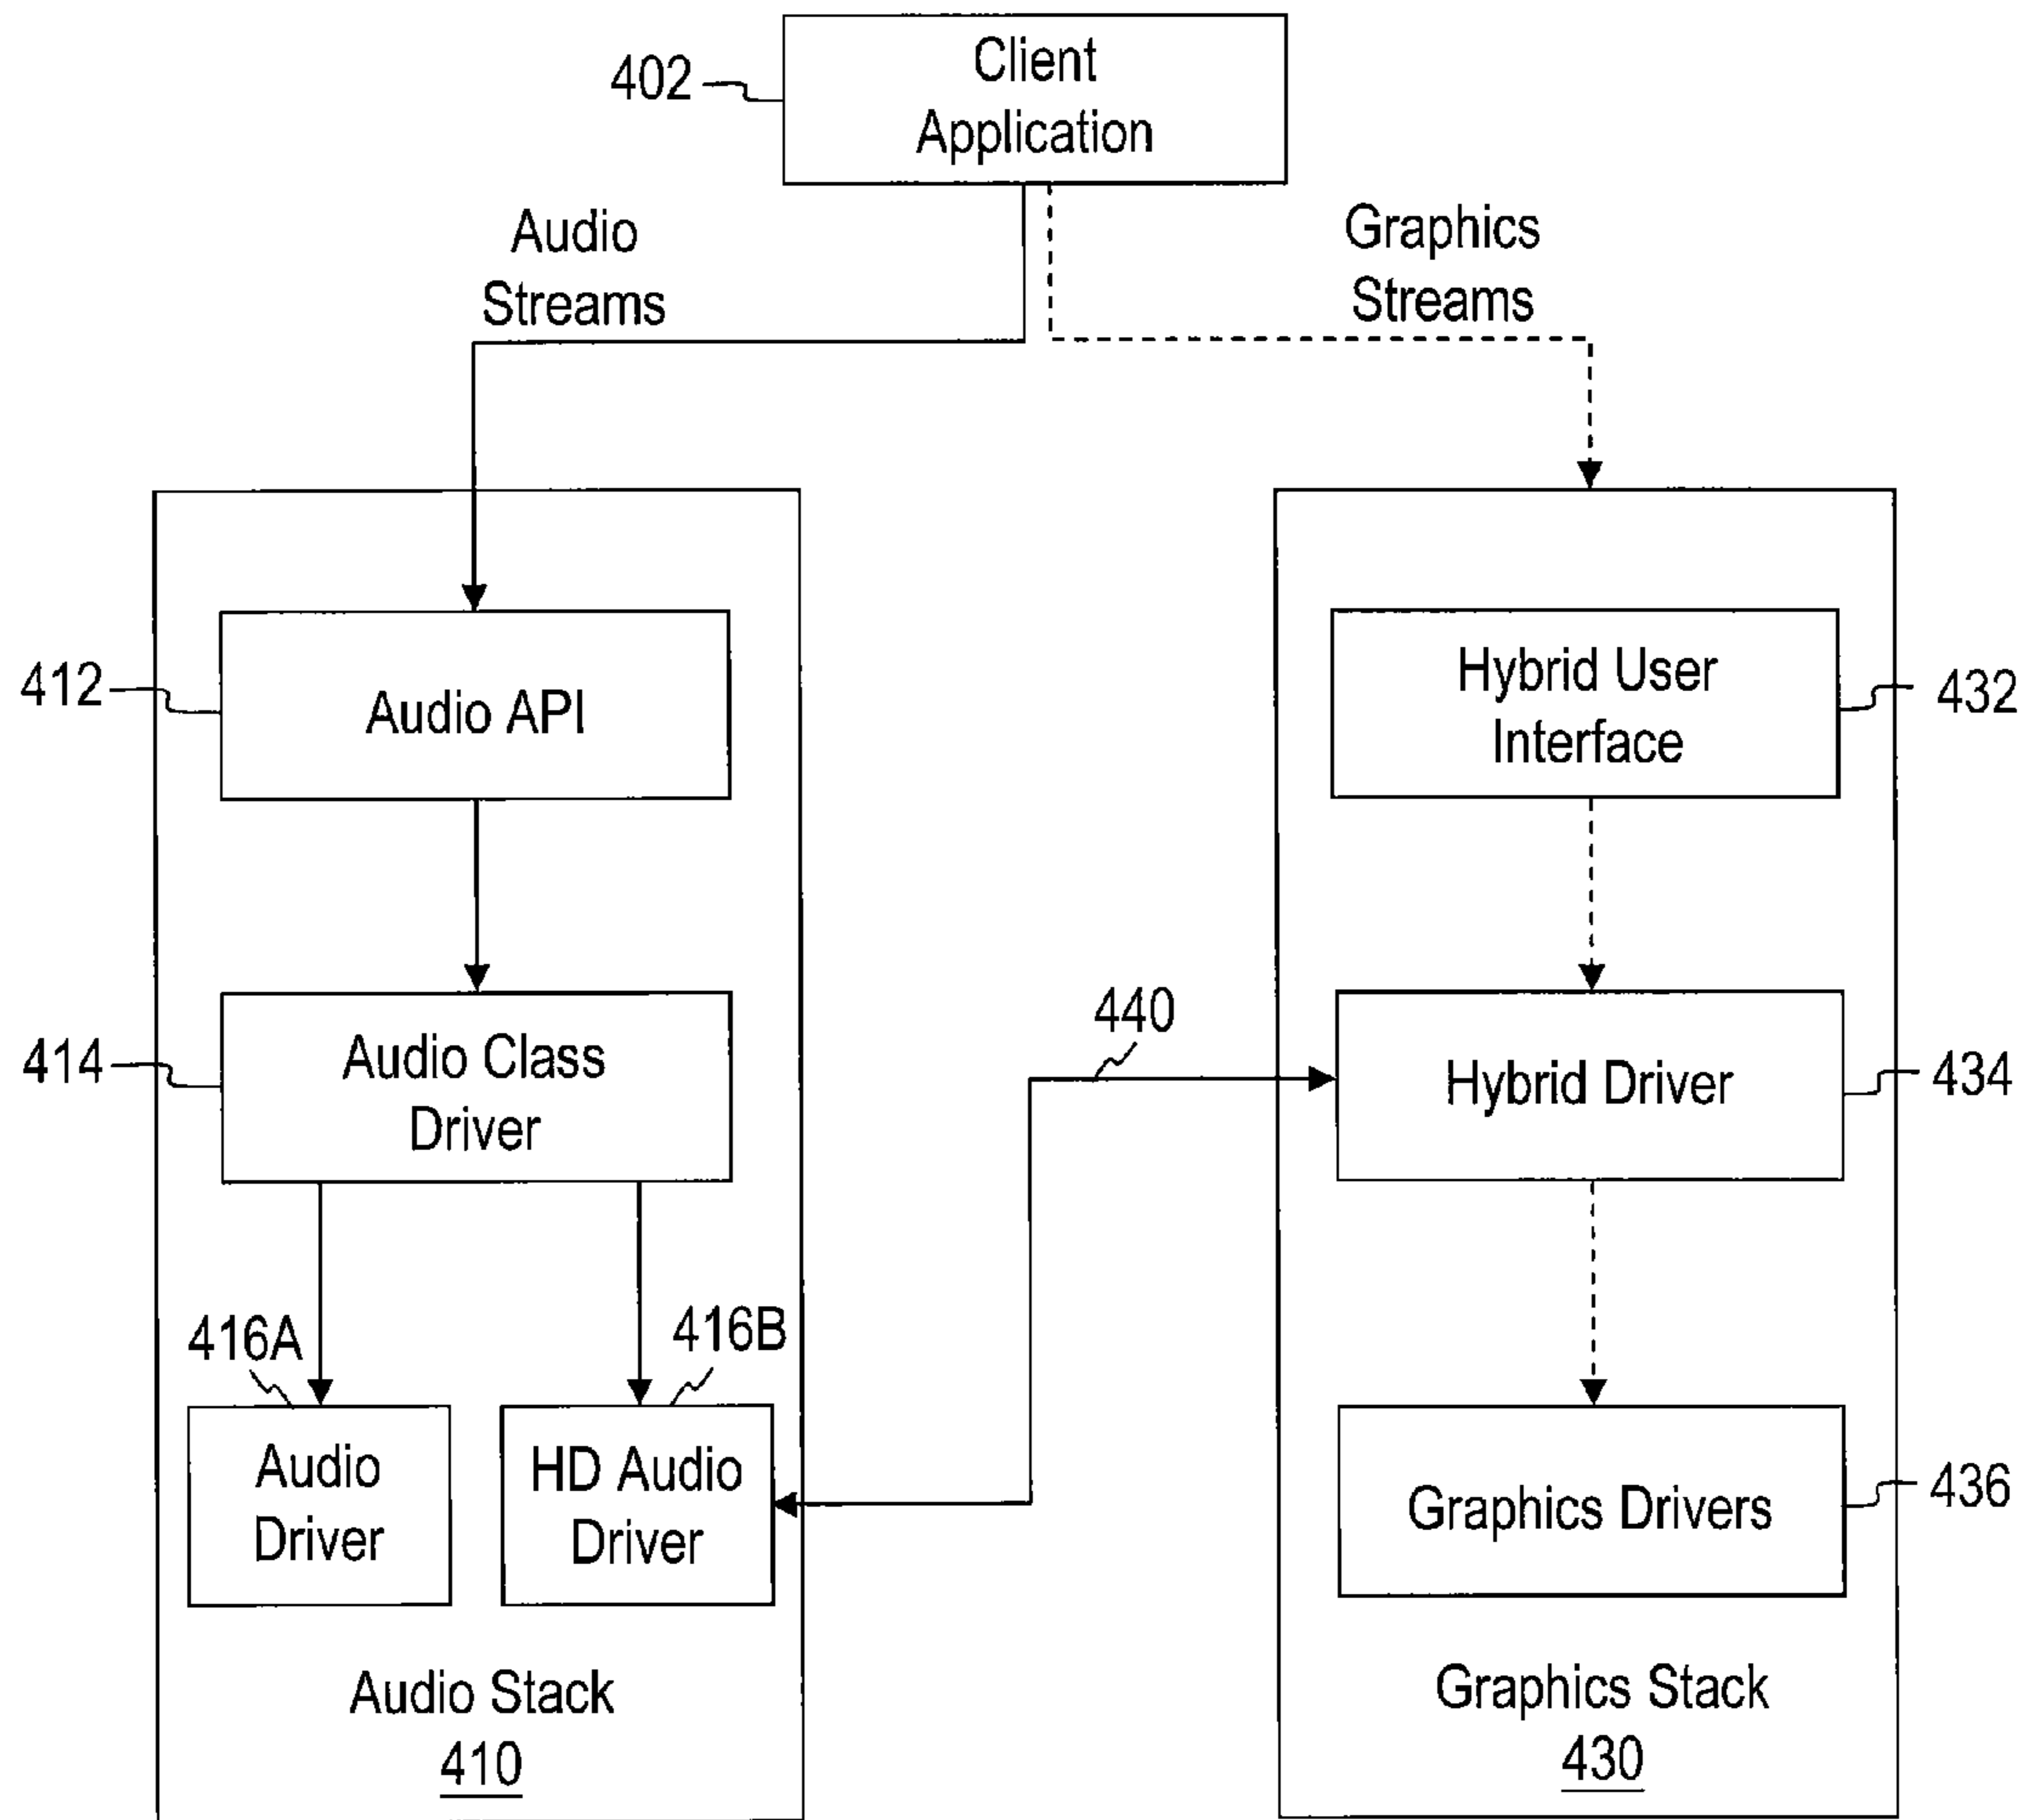 402
Client
Application
Audio
Streams
Graphics
Streams
412
Audio API
Hybrid User
Interface
432
414
Audio Class
Driver
440
Hybrid Driver
434
416A
416B
Audio
Driver
HD Audio
Driver
Graphics Drivers
436
Audio Stack
410
Graphics Stack
430